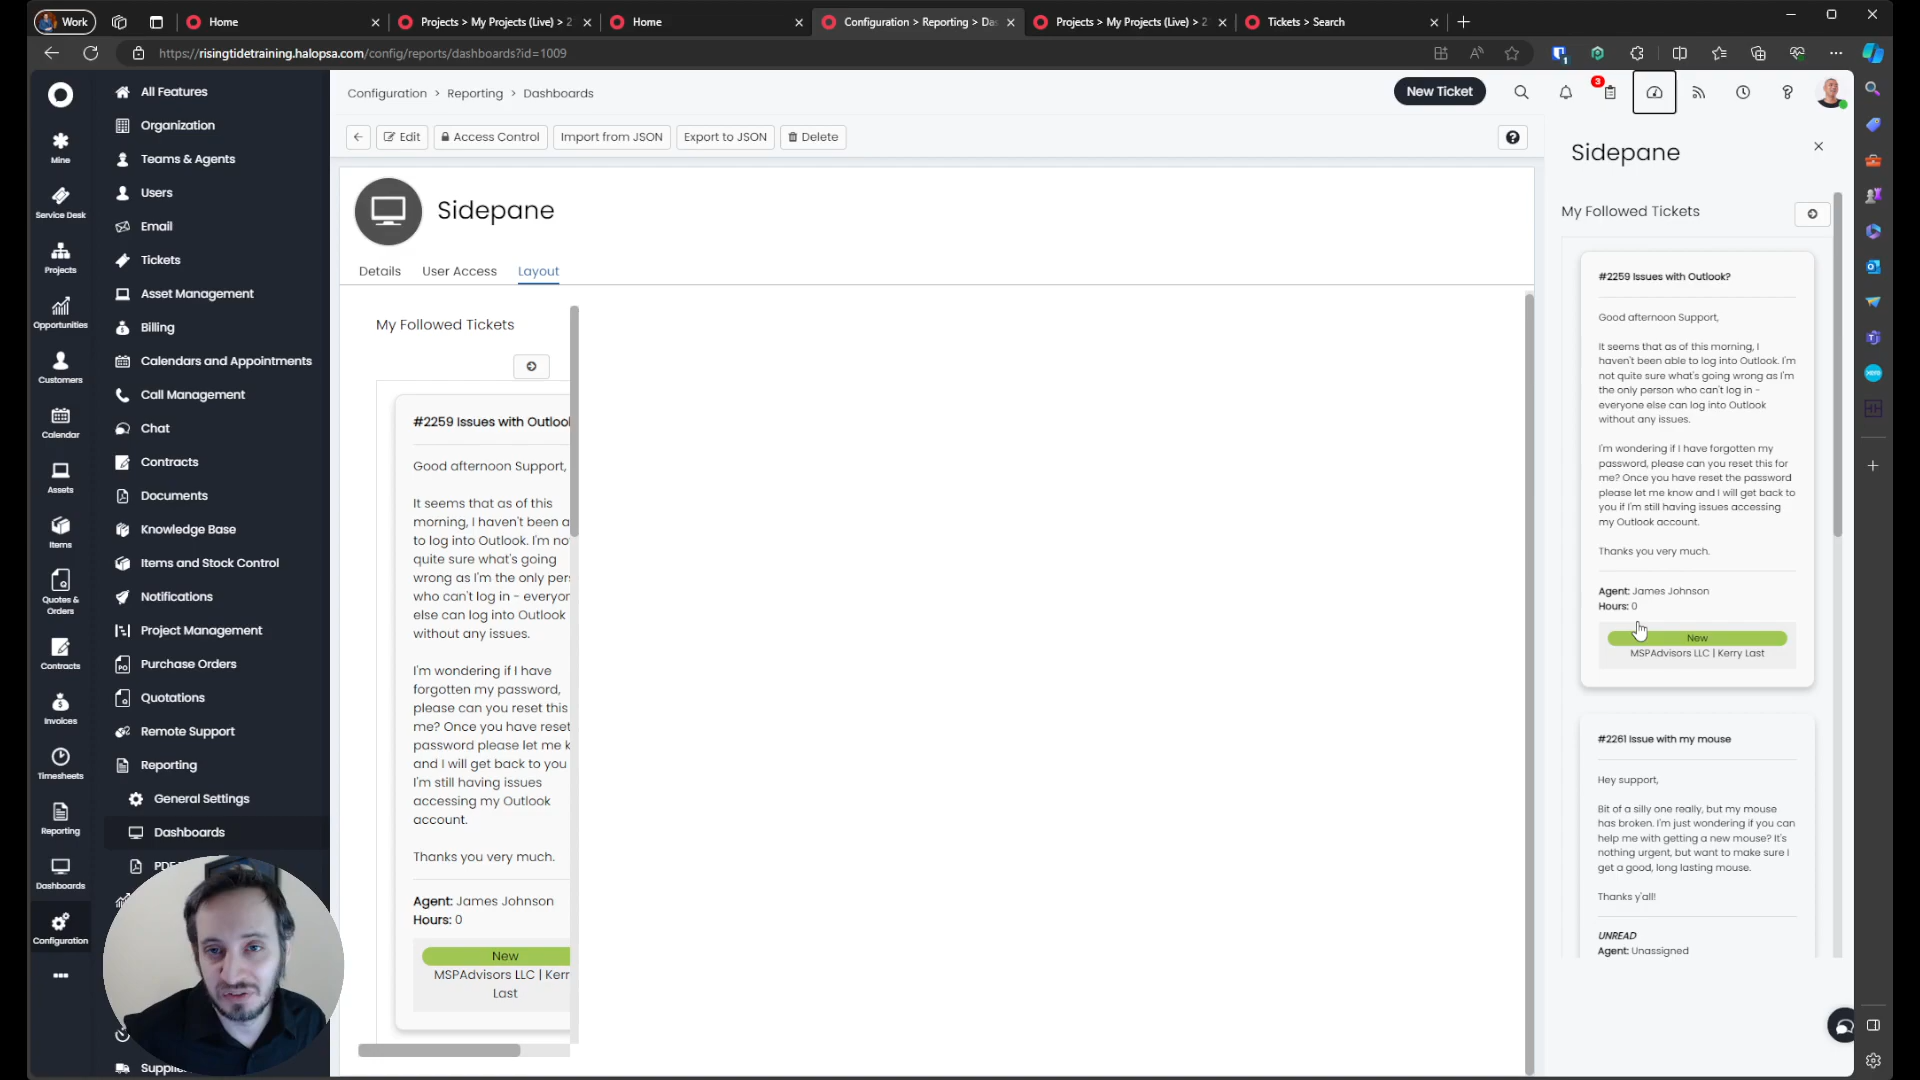 Work
Home
Projects > My Projects (Live) > 2
Home
Configuration > Reporting > Da
Projects > My Projects (Live) > 2
Tickets > Search
https://risingtidetraining.halopsa.com/config/reports/dashboards?id=1009
Mine
Service Desk
Projects
Opportunities
Customers
Calendar
Assets
Items
Quotes & Orders
Contracts
Invoices
Timesheets
Reporting
Dashboards
Configuration
All Features
Organization
Teams & Agents
Users
Email
Tickets
Asset Management
Billing
Calendars and Appointments
Call Management
Chat
Contracts
Documents
Knowledge Base
Items and Stock Control
Notifications
Project Management
Purchase Orders
Quotations
Remote Support
Reporting
General Settings
Dashboards
Configuration > Reporting > Dashboards
New Ticket
3
Edit
Access Control
Import from JSON
Export to JSON
Delete
Sidepane
Details
User Access
Layout
My Followed Tickets
#2259 Issues with Outlook
Good afternoon Support,
It seems that as of this
morning, I haven't been a
to log into Outlook. I'm no
quite sure what's going
wrong as I'm the only per
who can't log in - everyor
else can log into Outlook
without any issues.
I'm wondering if I have
forgotten my password,
please can you reset this
me? Once you have reset
password please let me k
and I will get back to you
I'm still having issues
accessing my Outlook
account.
Thanks you very much.
Agent: James Johnson
Hours: 0
New
MSPAdvisors LLC | Kerr
Last
Sidepane
My Followed Tickets
#2259 Issues with Outlook?
Good afternoon Support,
It seems that as of this morning, I
haven't been able to log into Outlook. I'm
not quite sure what's going wrong as I'm
the only person who can't log in -
everyone else can log into Outlook
without any issues.
I'm wondering if I have forgotten my
password, please can you reset this for
me? Once you have reset the password
please let me know and I will get back to
you if I'm still having issues accessing
my Outlook account.
Thanks you very much.
Agent: James Johnson
Hours: 0
New
MSPAdvisors LLC | Kerry Last
#2261 Issue with my mouse
Hey support,
Bit of a silly one really, but my mouse
has broken. I'm just wondering if you can
help me with getting a new mouse? It's
nothing urgent, but want to make sure I
get a good, long lasting mouse.
Thanks y'all!
UNREAD
Agent: Unassigned